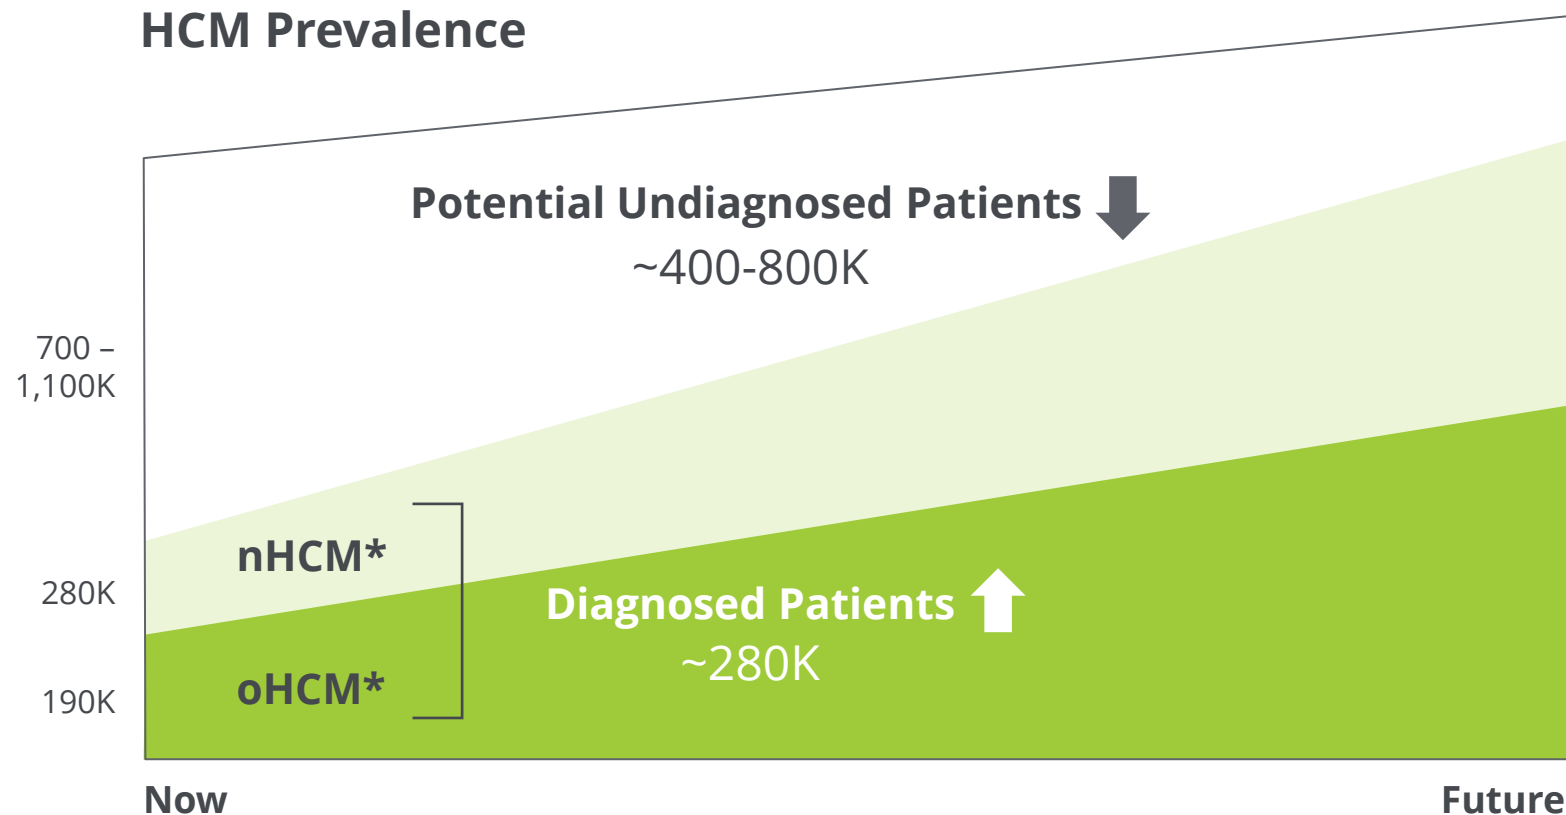 HCM Prevalence
Potential Undiagnosed Patients
~400-800K
700 –
1,100K
nHCM*
280K
Diagnosed Patients
~280K
oHCM*
190K
Now
Future